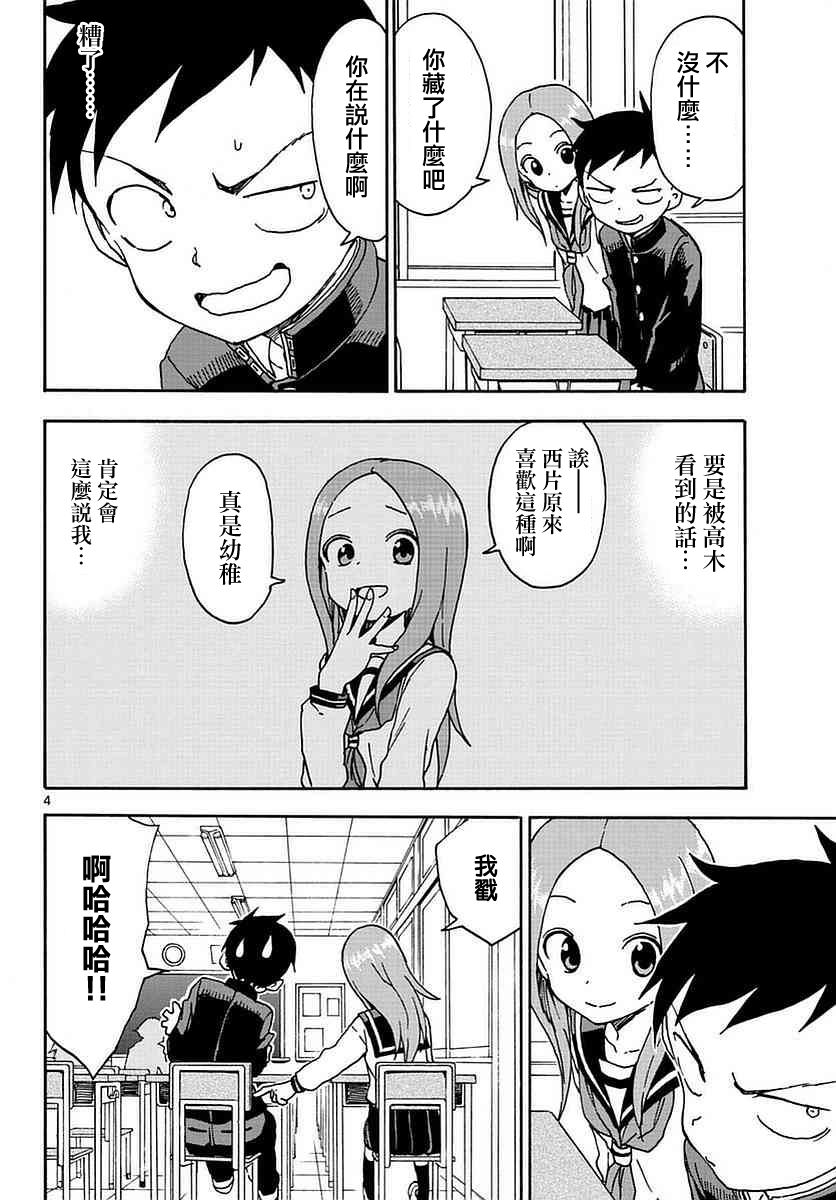 不
沒什麼……
你藏了什麼吧
你在説什麼啊
糟了……
要是被高木
看到的話…
誒——
西片原來
喜歡這種啊
真是幼稚
肯定會
這麼説我…
4
我戳
啊哈哈哈!!